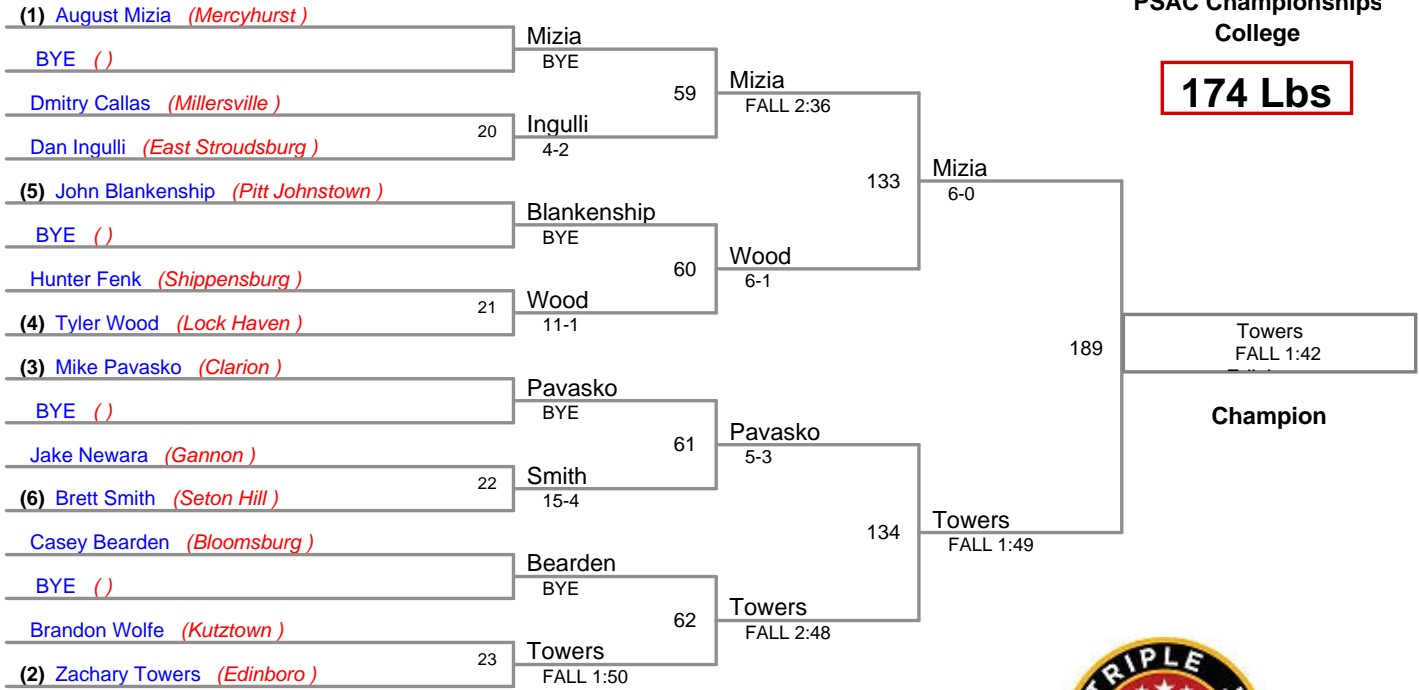 PSAC Championships
College
174 Lbs
(1) August Mizia (Mercyhurst )
BYE ( )
Dmitry Callas (Millersville )
Dan Ingulli (East Stroudsburg )
(5) John Blankenship (Pitt Johnstown )
BYE ( )
Hunter Fenk (Shippensburg )
(4) Tyler Wood (Lock Haven )
(3) Mike Pavasko (Clarion )
BYE ( )
Jake Newara (Gannon )
(6) Brett Smith (Seton Hill )
Casey Bearden (Bloomsburg )
BYE ( )
Brandon Wolfe (Kutztown )
(2) Zachary Towers (Edinboro )
Mizia
BYE
20
Ingulli
4-2
Blankenship
BYE
21
Wood
11-1
Pavasko
BYE
22
Smith
15-4
Bearden
BYE
23
Towers
FALL 1:50
59
Mizia
FALL 2:36
60
Wood
6-1
61
Pavasko
5-3
62
Towers
FALL 2:48
133
Mizia
6-0
134
Towers
FALL 1:49
189
Towers
FALL 1:42
Champion
TRIPLE